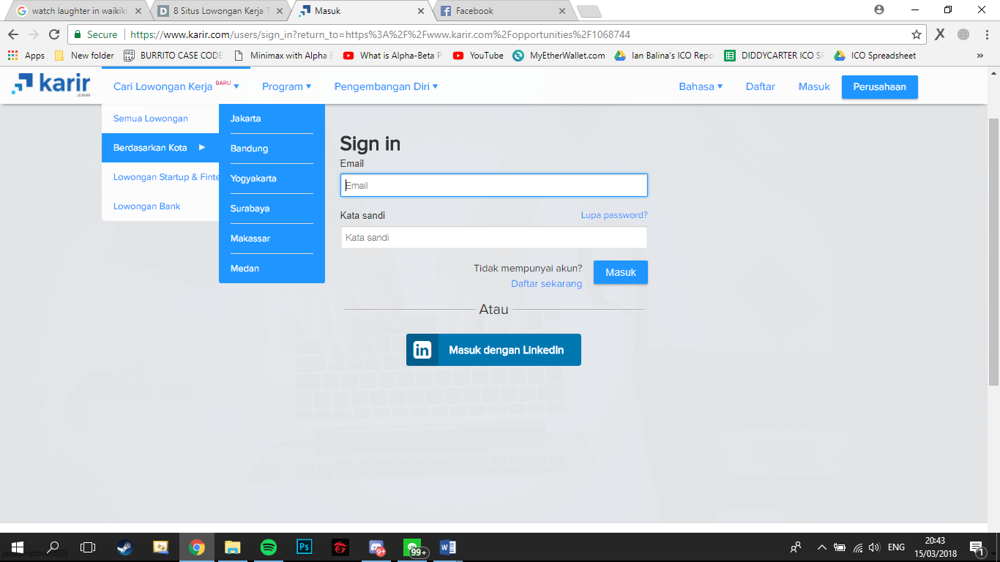 watch laughter in waikiki
8 Situs Lowongan Kerja T
Masuk
Facebook
Secure
https://www.karir.com/users/sign_in?return_to=https%3A%2F%2Fwww.karir.com%2Fopportunities%2F1068744
Apps
New folder
BURRITO CASE CODE
Minimax with Alpha B
What is Alpha-Beta P
YouTube
MyEtherWallet.com
Ian Balina's ICO Repo
DIDDYCARTER ICO SP
ICO Spreadsheet
karir
.com
Cari Lowongan Kerja BARU
Program
Pengembangan Diri
Bahasa
Daftar
Masuk
Perusahaan
Semua Lowongan
Berdasarkan Kota
Lowongan Startup & Finte
Lowongan Bank
Jakarta
Bandung
Yogyakarta
Surabaya
Makassar
Medan
Sign in
Email
Email
Kata sandi
Lupa password?
Kata sandi
Tidak mempunyai akun?
Daftar sekarang
Masuk
Atau
in
Masuk dengan LinkedIn
javascript:void(0)
Ps
9+
99+
ENG
20:43
15/03/2018
1